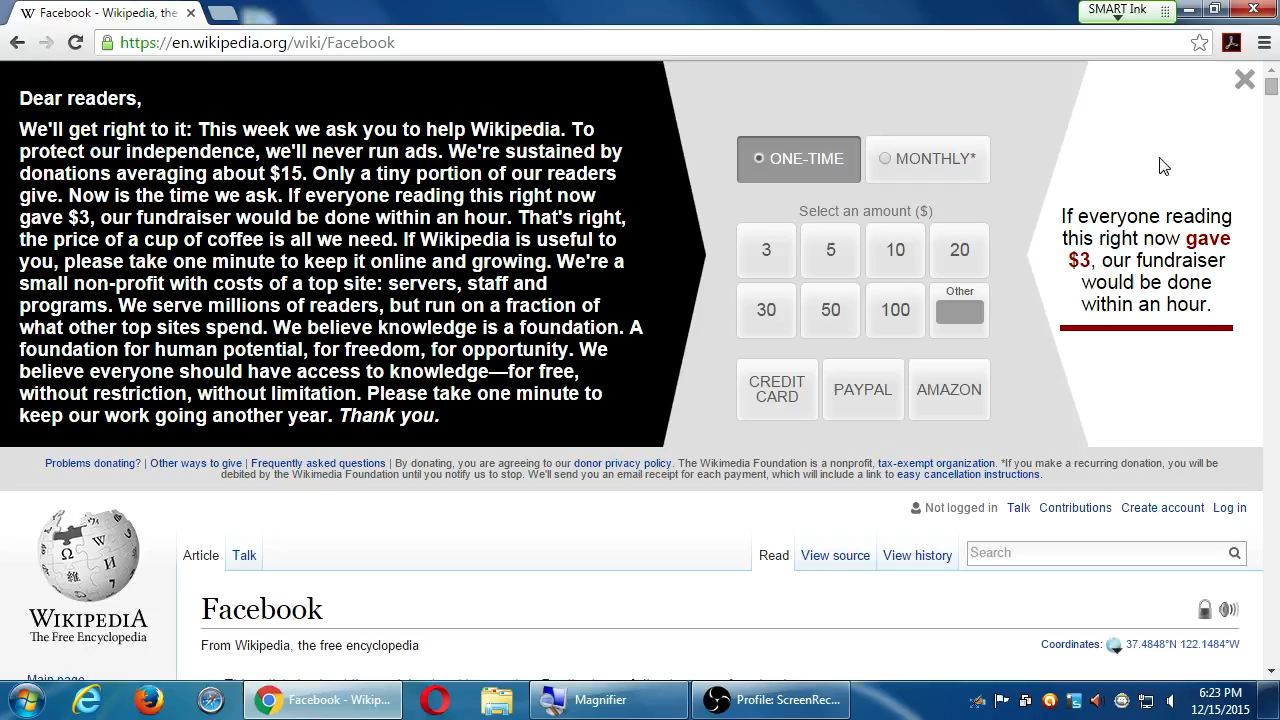 Facebook - Wikipedia, the
SMART Ink
https://en.wikipedia.org/wiki/Facebook
Dear readers,
We'll get right to it: This week we ask you to help Wikipedia. To
protect our independence, we'll never run ads. We're sustained by
donations averaging about $15. Only a tiny portion of our readers
give. Now is the time we ask. If everyone reading this right now
gave $3, our fundraiser would be done within an hour. That's right,
the price of a cup of coffee is all we need. If Wikipedia is useful to
you, please take one minute to keep it online and growing. We're a
small non-profit with costs of a top site: servers, staff and
programs. We serve millions of readers, but run on a fraction of
what other top sites spend. We believe knowledge is a foundation. A
foundation for human potential, for freedom, for opportunity. We
believe everyone should have access to knowledge—for free,
without restriction, without limitation. Please take one minute to
keep our work going another year. Thank you.
ONE-TIME MONTHLY*
Select an amount ($)
3 5 10 20
30 50 100 Other
CREDIT CARD PAYPAL AMAZON
If everyone reading
this right now gave
$3, our fundraiser
would be done
within an hour.
Problems donating? | Other ways to give | Frequently asked questions | By donating, you are agreeing to our donor privacy policy. The Wikimedia Foundation is a nonprofit, tax-exempt organization. *If you make a recurring donation, you will be
debited by the Wikimedia Foundation until you notify us to stop. We'll send you an email receipt for each payment, which will include a link to easy cancellation instructions.
Not logged in Talk Contributions Create account Log in
WIKIPEDIA
The Free Encyclopedia
Article Talk Read View source View history Search
Facebook
From Wikipedia, the free encyclopedia
Coordinates: 37.4848°N 122.1484°W
Main page
Facebook - Wikip...
Magnifier
Profile: ScreenRec...
6:23 PM
12/15/2015